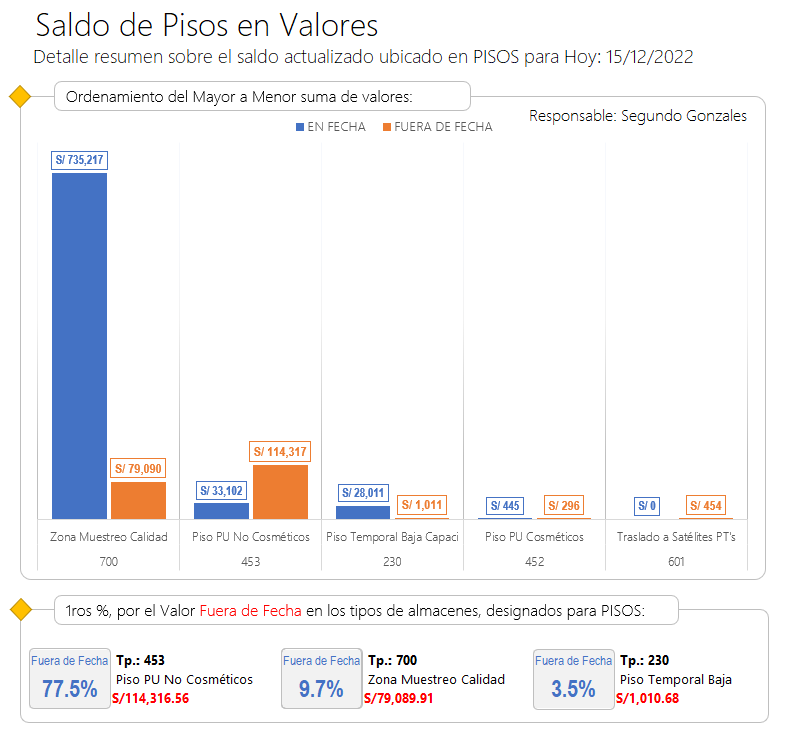 Saldo de Pisos en Valores
Detalle resumen sobre el saldo actualizado ubicado en PISOS para Hoy: 15/12/2022
Ordenamiento del Mayor a Menor suma de valores:
Responsable: Segundo Gonzales
EN FECHA FUERA DE FECHA
S/ 735,217
S/ 79,090
S/ 33,102
S/ 114,317
S/ 28,011
S/ 1,011
S/ 445
S/ 296
S/ 0
S/ 454
Zona Muestreo Calidad
Piso PU No Cosméticos
Piso Temporal Baja Capaci
Piso PU Cosméticos
Traslado a Satélites PT's
700
453
230
452
601
1ros %, por el Valor Fuera de Fecha en los tipos de almacenes, designados para PISOS:
Fuera de Fecha
77.5%
Tp.: 453
Piso PU No Cosméticos
S/114,316.56
Fuera de Fecha
9.7%
Tp.: 700
Zona Muestreo Calidad
S/79,089.91
Fuera de Fecha
3.5%
Tp.: 230
Piso Temporal Baja
S/1,010.68